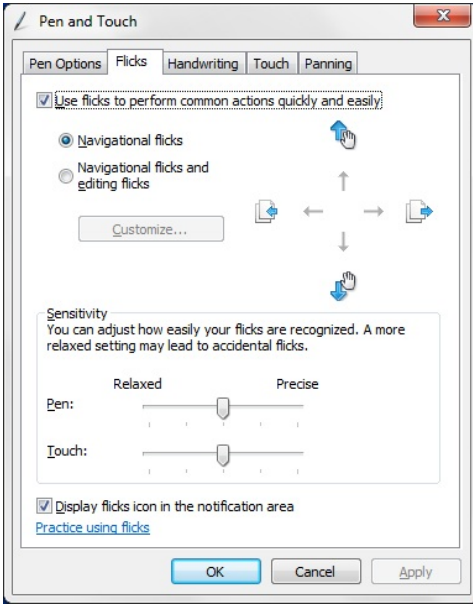 Pen and Touch
Pen Options Flicks Handwriting Touch Panning
Use flicks to perform common actions quickly and easily
Navigational flicks
Navigational flicks and
editing flicks
Customize...
Sensitivity
You can adjust how easily your flicks are recognized. A more
relaxed setting may lead to accidental flicks.
Relaxed Precise
Pen:
Touch:
Display flicks icon in the notification area
Practice using flicks
OK Cancel Apply